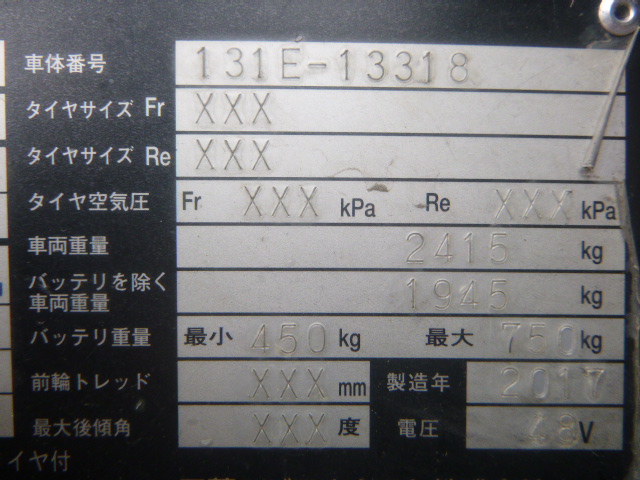 車体番号 131E-13318
タイヤサイズ Fr XXX
タイヤサイズ Re XXX
タイヤ空気圧 Fr XXX kPa Re XXX kPa
車両重量 2415 kg
バッテリを除く
車両重量 1945 kg
バッテリ重量 最小 450 kg 最大 750 kg
前輪トレッド XXX mm 製造年 2017
最大後傾角 XXX 度 電圧 48 V
イヤ付